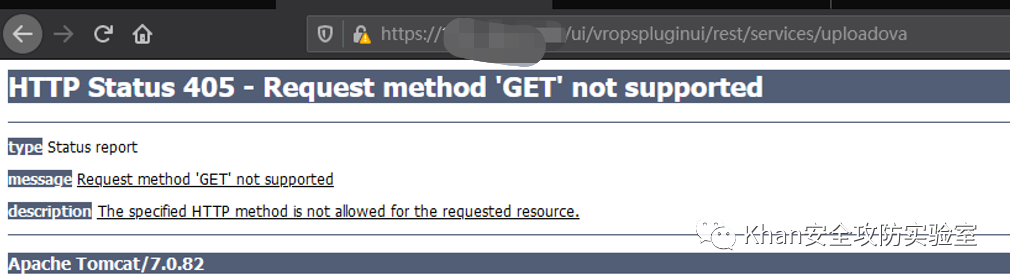 https:// /ui/vropspluginui/rest/services/uploadova
HTTP Status 405 - Request method 'GET' not supported
type Status report
message Request method 'GET' not supported
description The specified HTTP method is not allowed for the requested resource.
Khan安全攻防实验室
Apache Tomcat/7.0.82